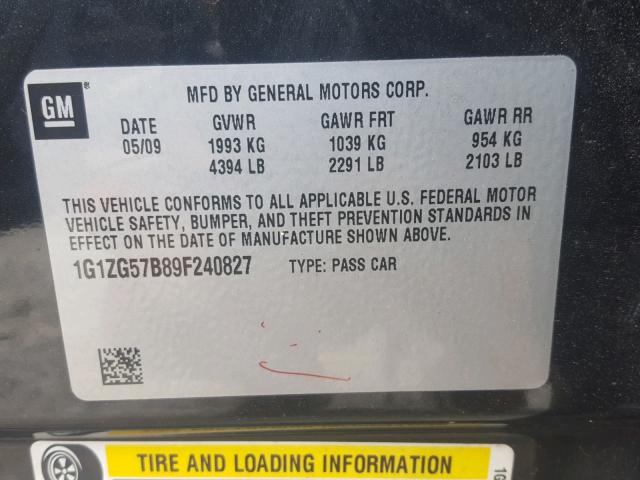 GM
®
MFD BY GENERAL MOTORS CORP.
DATE GVWR GAWR FRT GAWR RR
05/09 1993 KG 1039 KG 954 KG
4394 LB 2291 LB 2103 LB
THIS VEHICLE CONFORMS TO ALL APPLICABLE U.S. FEDERAL MOTOR
VEHICLE SAFETY, BUMPER, AND THEFT PREVENTION STANDARDS IN
EFFECT ON THE DATE OF MANUFACTURE SHOWN ABOVE.
1G1ZG57B89F240827 TYPE: PASS CAR
TIRE AND LOADING INFORMATION
1G